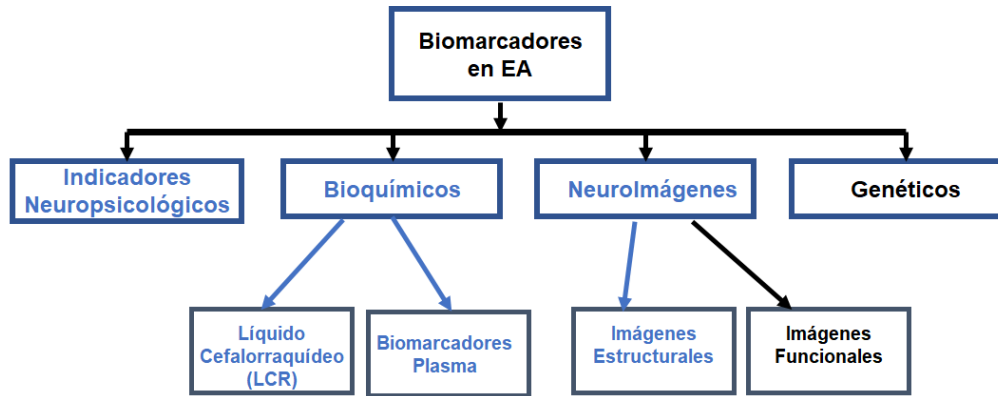 Biomarcadores
en EA
Indicadores
Neuropsicológicos
Bioquímicos
NeuroImágenes
Genéticos
Líquido
Cefalorraquídeo
(LCR)
Biomarcadores
Plasma
Imágenes
Estructurales
Imágenes
Funcionales